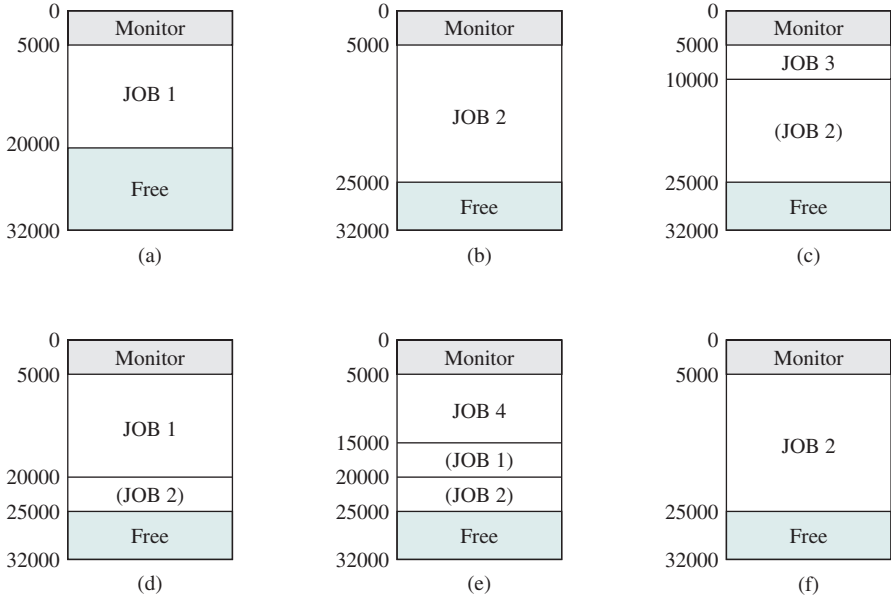 0
Monitor
5000
JOB 1
20000
Free
32000
(a)
0
Monitor
5000
JOB 2
25000
Free
32000
(b)
0
Monitor
5000
JOB 3
10000
(JOB 2)
25000
Free
32000
(c)
0
Monitor
5000
JOB 1
20000
(JOB 2)
25000
Free
32000
(d)
0
Monitor
5000
JOB 4
15000
(JOB 1)
20000
(JOB 2)
25000
Free
32000
(e)
0
Monitor
5000
JOB 2
25000
Free
32000
(f)